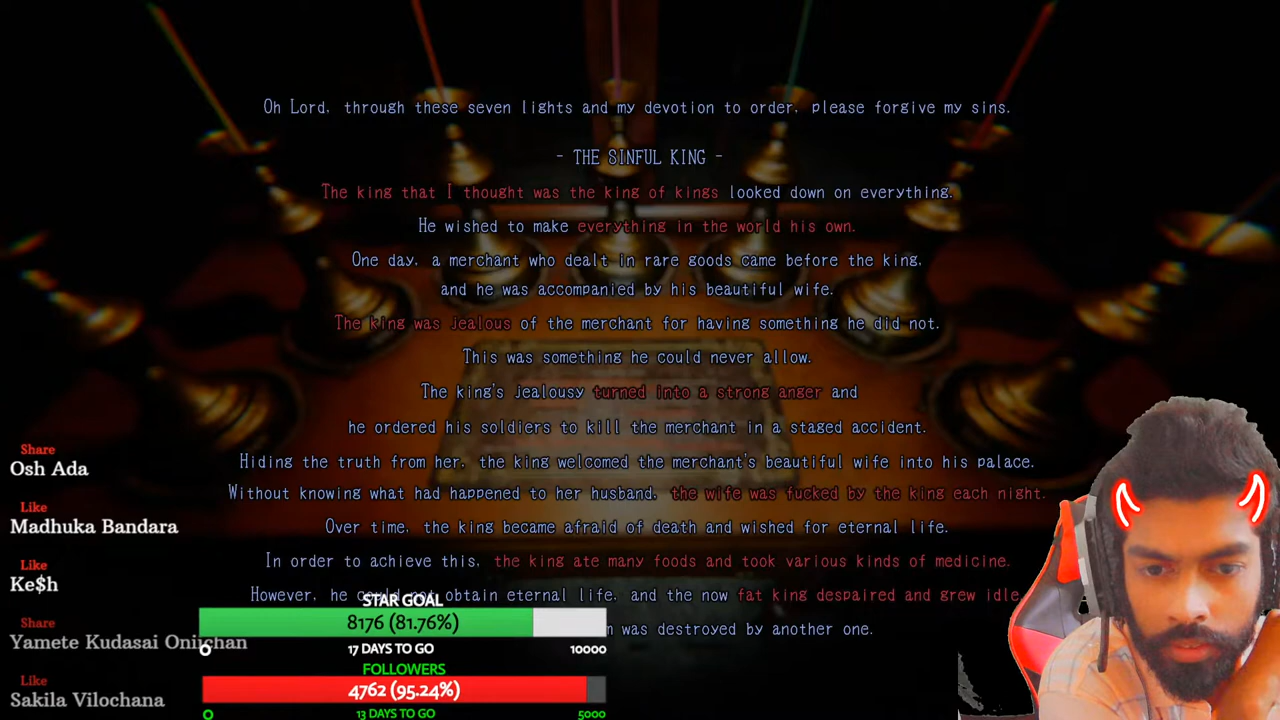 Oh Lord, through these seven lights and my devotion to order, please forgive my sins.
- THE SINFUL KING -
The king that I thought was the king of kings looked down on everything.
He wished to make everything in the world his own.
One day, a merchant who dealt in rare goods came before the king,
and he was accompanied by his beautiful wife.
The king was jealous of the merchant for having something he did not.
This was something he could never allow.
The king's jealousy turned into a strong anger and
he ordered his soldiers to kill the merchant in a staged accident.
Hiding the truth from her, the king welcomed the merchant's beautiful wife into his palace.
Without knowing what had happened to her husband, the wife was fucked by the king each night.
Over time, the king became afraid of death and wished for eternal life.
In order to achieve this, the king ate many foods and took various kinds of medicine.
However, he could not obtain eternal life, and the now fat king despaired and grew idle.
was destroyed by another one.
Share
Osh Ada
Like
Madhuka Bandara
Like
Ke$h
Share
Yamete Kudasai Oniichan
Like
Sakila Vilochana
STAR GOAL
8176 (81.76%)
0 17 DAYS TO GO 10000
FOLLOWERS
4762 (95.24%)
0 13 DAYS TO GO 5000